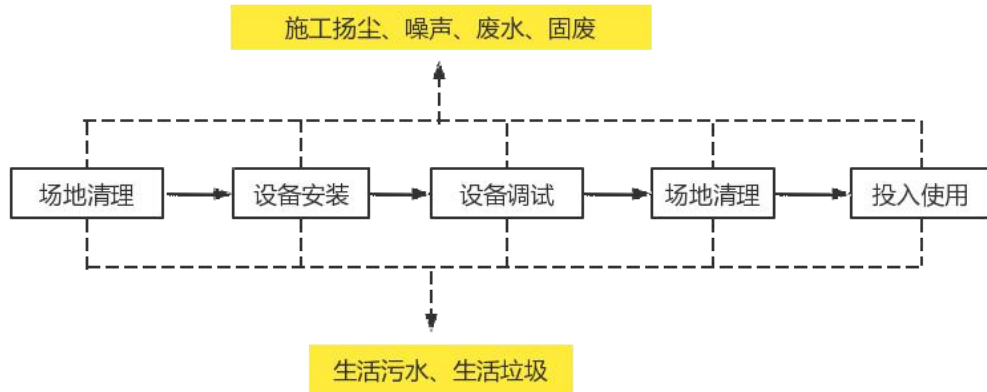 施工扬尘、噪声、废水、固废
场地清理
设备安装
设备调试
场地清理
投入使用
生活污水、生活垃圾